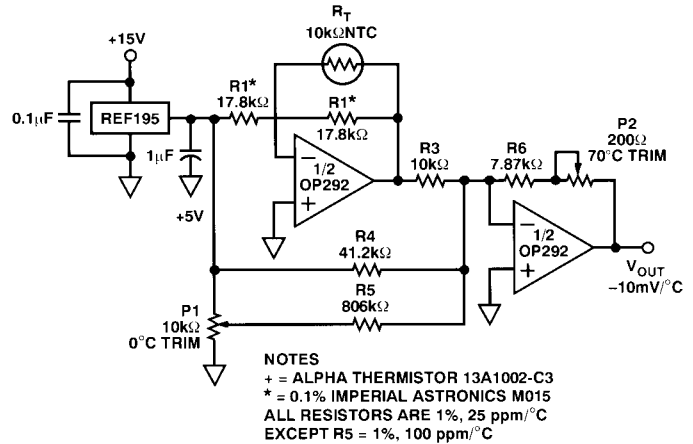 R_T
10kΩNTC
+15V
R1*
17.8kΩ
R1*
17.8kΩ
0.1µF
REF195
1µF
+5V
−
1/2
OP292
+
R3
10kΩ
R6
7.87kΩ
P2
200Ω
70°C TRIM
−
1/2
OP292
+
V_OUT
−10mV/°C
R4
41.2kΩ
R5
806kΩ
P1
10kΩ
0°C TRIM
NOTES
+ = ALPHA THERMISTOR 13A1002-C3
* = 0.1% IMPERIAL ASTRONICS M015
ALL RESISTORS ARE 1%, 25 ppm/°C
EXCEPT R5 = 1%, 100 ppm/°C